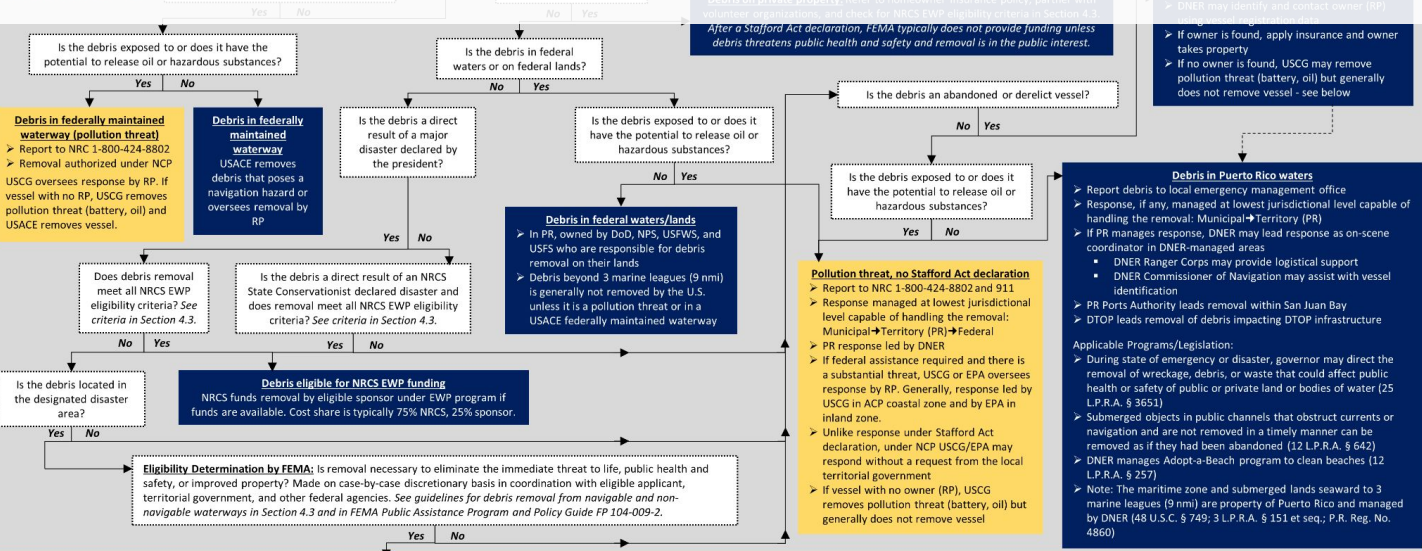 Yes No
Yes No
Debris on private property: Refer to homeowner insurance policy, partner with
volunteer organizations, and check for NRCS EWP eligibility criteria in Section 4.3.
After a Stafford Act declaration, FEMA typically does not provide funding unless
debris threatens public health and safety and removal is in the public interest.
➢ DNER may identify and contact owner (RP)
using vessel registration data
➢ If owner is found, apply insurance and owner
takes property
➢ If no owner is found, USCG may remove
pollution threat (battery, oil) but generally
does not remove vessel - see below
Is the debris exposed to or does it have the
potential to release oil or hazardous substances?
Yes No
Is the debris in federal
waters or on federal lands?
No Yes
Is the debris an abandoned or derelict vessel?
No Yes
Debris in federally maintained
waterway (pollution threat)
➢ Report to NRC 1-800-424-8802
➢ Removal authorized under NCP
USCG oversees response by RP. If
vessel with no RP, USCG removes
pollution threat (battery, oil) and
USACE removes vessel.
Debris in federally
maintained
waterway
USACE removes
debris that poses a
navigation hazard or
oversees removal by
RP
Is the debris a direct
result of a major
disaster declared by
the president?
Yes No
Is the debris exposed to or does
it have the potential to release oil or
hazardous substances?
No Yes
Is the debris exposed to or does it
have the potential to release oil or
hazardous substances?
Yes No
Debris in federal waters/lands
➢ In PR, owned by DoD, NPS, USFWS, and
USFS who are responsible for debris
removal on their lands
➢ Debris beyond 3 marine leagues (9 nmi)
is generally not removed by the U.S.
unless it is a pollution threat or in a
USACE federally maintained waterway
Does debris removal
meet all NRCS EWP
eligibility criteria? See
criteria in Section 4.3.
No Yes
Is the debris a direct result of an NRCS
State Conservationist declared disaster and
does removal meet all NRCS EWP eligibility
criteria? See criteria in Section 4.3.
Yes No
Is the debris located in
the designated disaster
area?
Yes No
Debris eligible for NRCS EWP funding
NRCS funds removal by eligible sponsor under EWP program if
funds are available. Cost share is typically 75% NRCS, 25% sponsor.
Eligibility Determination by FEMA: Is removal necessary to eliminate the immediate threat to life, public health and
safety, or improved property? Made on case-by-case discretionary basis in coordination with eligible applicant,
territorial government, and other federal agencies. See guidelines for debris removal from navigable and non-
navigable waterways in Section 4.3 and in FEMA Public Assistance Program and Policy Guide FP 104-009-2.
Yes No
Pollution threat, no Stafford Act declaration
➢ Report to NRC 1-800-424-8802 and 911
➢ Response managed at lowest jurisdictional
level capable of handling the removal:
Municipal➔Territory (PR)➔Federal
➢ PR response led by DNER
➢ If federal assistance required and there is
a substantial threat, USCG or EPA oversees
response by RP. Generally, response led by
USCG in ACP coastal zone and by EPA in
inland zone.
➢ Unlike response under Stafford Act
declaration, under NCP USCG/EPA may
respond without a request from the local
territorial government
➢ If vessel with no owner (RP), USCG
removes pollution threat (battery, oil) but
generally does not remove vessel
Debris in Puerto Rico waters
➢ Report debris to local emergency management office
➢ Response, if any, managed at lowest jurisdictional level capable of
handling the removal: Municipal➔Territory (PR)
➢ If PR manages response, DNER may lead response as on-scene
coordinator in DNER-managed areas
▪ DNER Ranger Corps may provide logistical support
▪ DNER Commissioner of Navigation may assist with vessel
identification
➢ PR Ports Authority leads removal within San Juan Bay
➢ DTOP leads removal of debris impacting DTOP infrastructure
Applicable Programs/Legislation:
➢ During state of emergency or disaster, governor may direct the
removal of wreckage, debris, or waste that could affect public
health or safety of public or private land or bodies of water (25
L.P.R.A. § 3651)
➢ Submerged objects in public channels that obstruct currents or
navigation and are not removed in a timely manner can be
removed as if they had been abandoned (12 L.P.R.A. § 642)
➢ DNER manages Adopt-a-Beach program to clean beaches (12
L.P.R.A. § 257)
➢ Note: The maritime zone and submerged lands seaward to 3
marine leagues (9 nmi) are property of Puerto Rico and managed
by DNER (48 U.S.C. § 749; 3 L.P.R.A. § 151 et seq.; P.R. Reg. No.
4860)